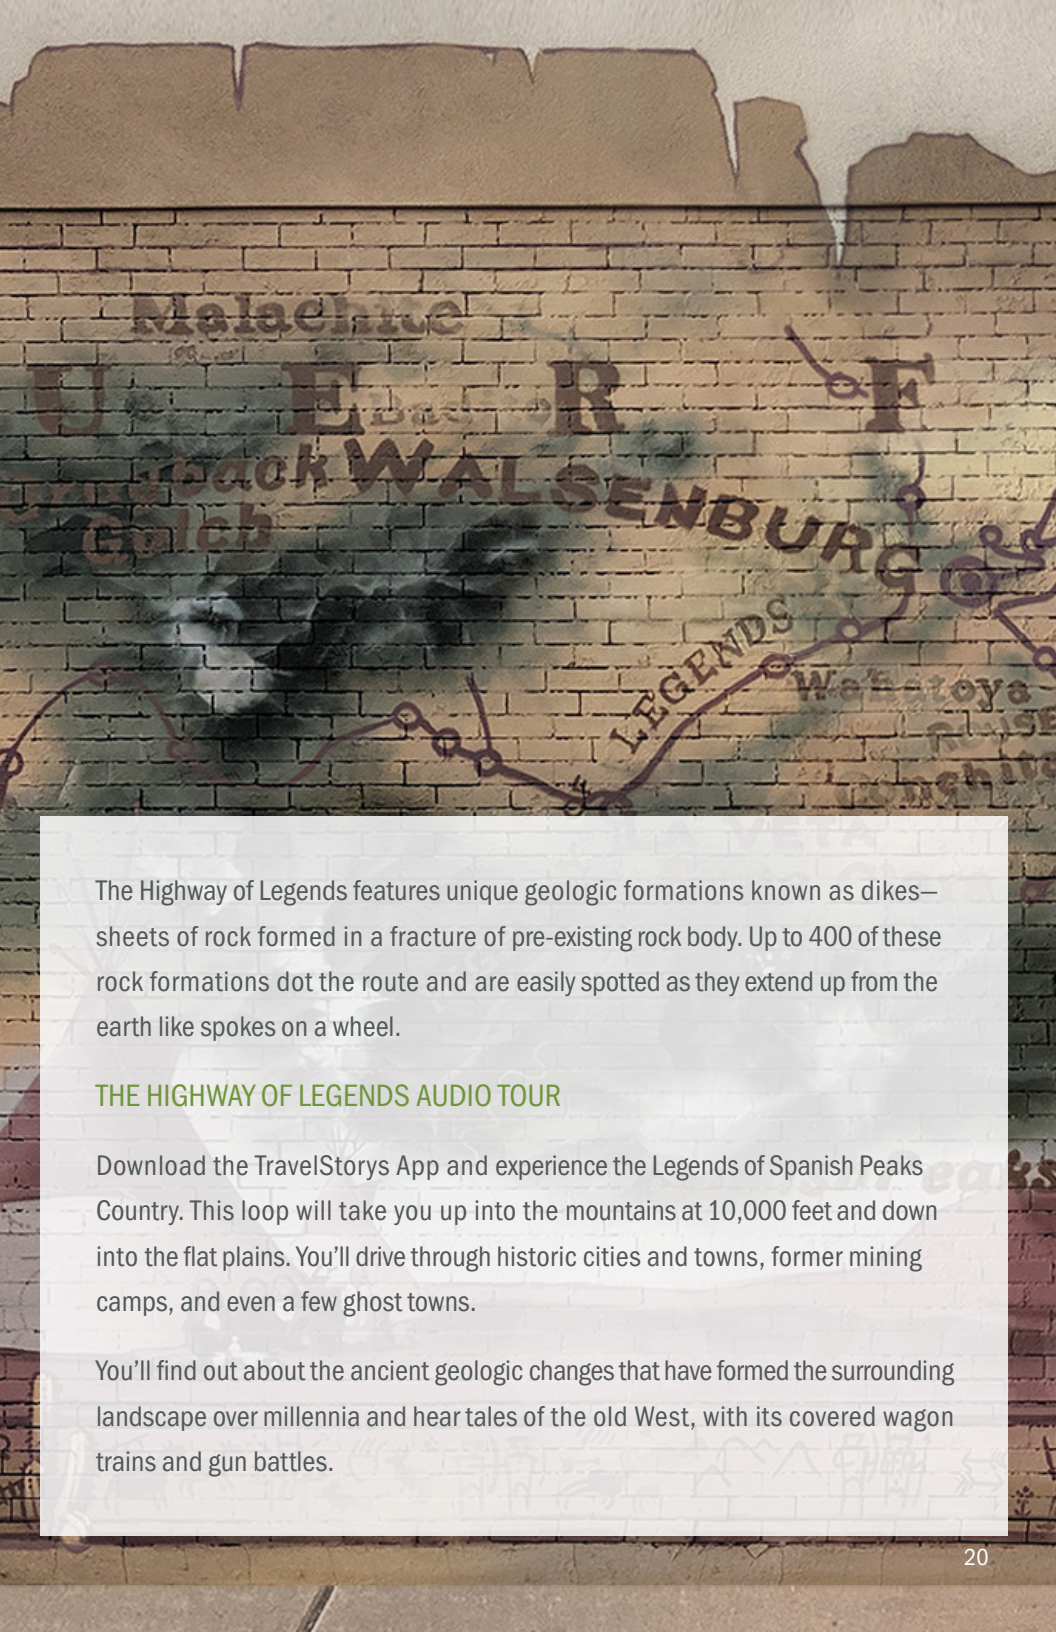 Malachite
U E R F
Badito
back WALSENBURG
Gulch
LEGENDS
Wahatoya
LA VETA
Peaks
The Highway of Legends features unique geologic formations known as dikes—
sheets of rock formed in a fracture of pre-existing rock body. Up to 400 of these
rock formations dot the route and are easily spotted as they extend up from the
earth like spokes on a wheel.
THE HIGHWAY OF LEGENDS AUDIO TOUR
Download the TravelStorys App and experience the Legends of Spanish Peaks
Country. This loop will take you up into the mountains at 10,000 feet and down
into the flat plains. You’ll drive through historic cities and towns, former mining
camps, and even a few ghost towns.
You’ll find out about the ancient geologic changes that have formed the surrounding
landscape over millennia and hear tales of the old West, with its covered wagon
trains and gun battles.
20